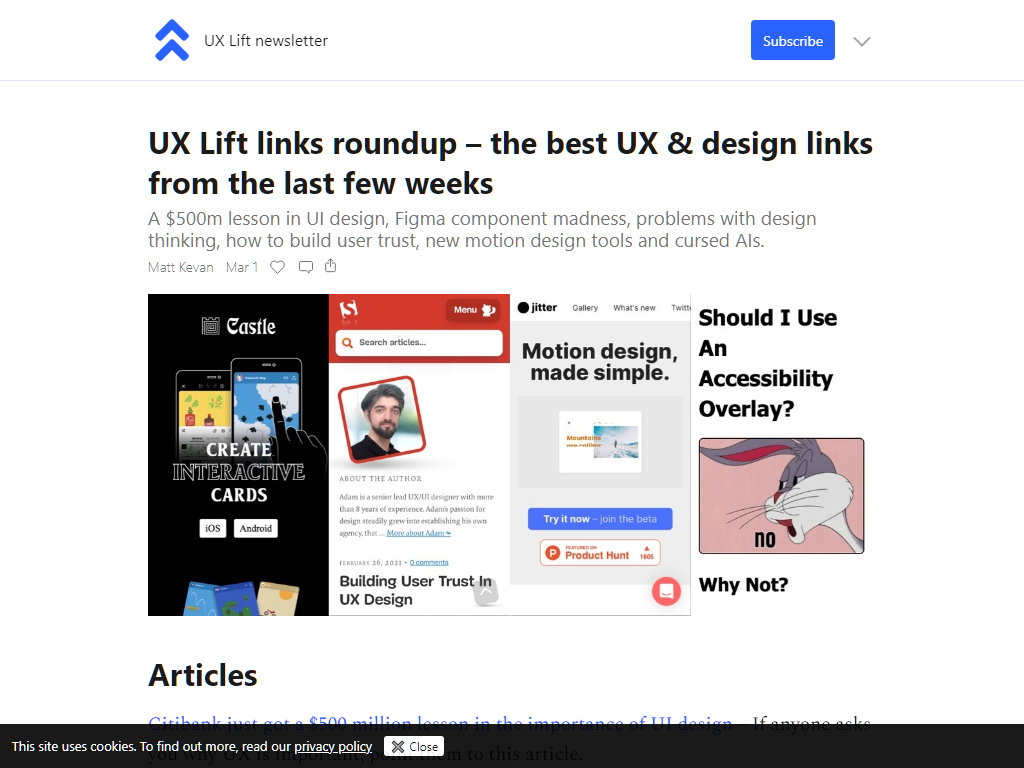 UX Lift newsletter
Subscribe
UX Lift links roundup – the best UX & design links
from the last few weeks
A $500m lesson in UI design, Figma component madness, problems with design
thinking, how to build user trust, new motion design tools and cursed AIs.
Matt Kevan Mar 1
Castle
CREATE
INTERACTIVE
CARDS
iOS Android
Menu
Search articles...
ABOUT THE AUTHOR
Adam is a senior lead UX/UI designer with more
than 8 years of experience. Adam's passion for
design steadily grew into establishing his own
agency, that ... More about Adam
FEBRUARY 26, 2021 • 0 comments
Building User Trust In
UX Design
jitter Gallery What's new
Motion design,
made simple.
Mountains
are calling
Try it now – join the beta
FEATURED ON
Product Hunt
1605
Should I Use
An
Accessibility
Overlay?
no
Why Not?
Articles
Citibank just got a $500 million lesson in the importance of UI design – If anyone asks
you why UX is important, point them to this article.
This site uses cookies. To find out more, read our privacy policy
Close